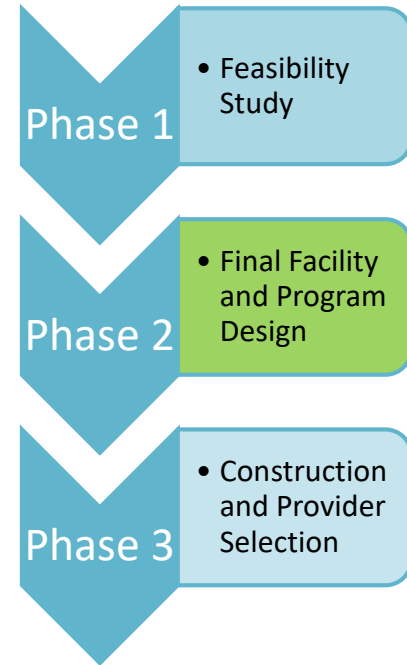 Phase 1
• Feasibility
Study
Phase 2
• Final Facility
and Program
Design
Phase 3
• Construction
and Provider
Selection